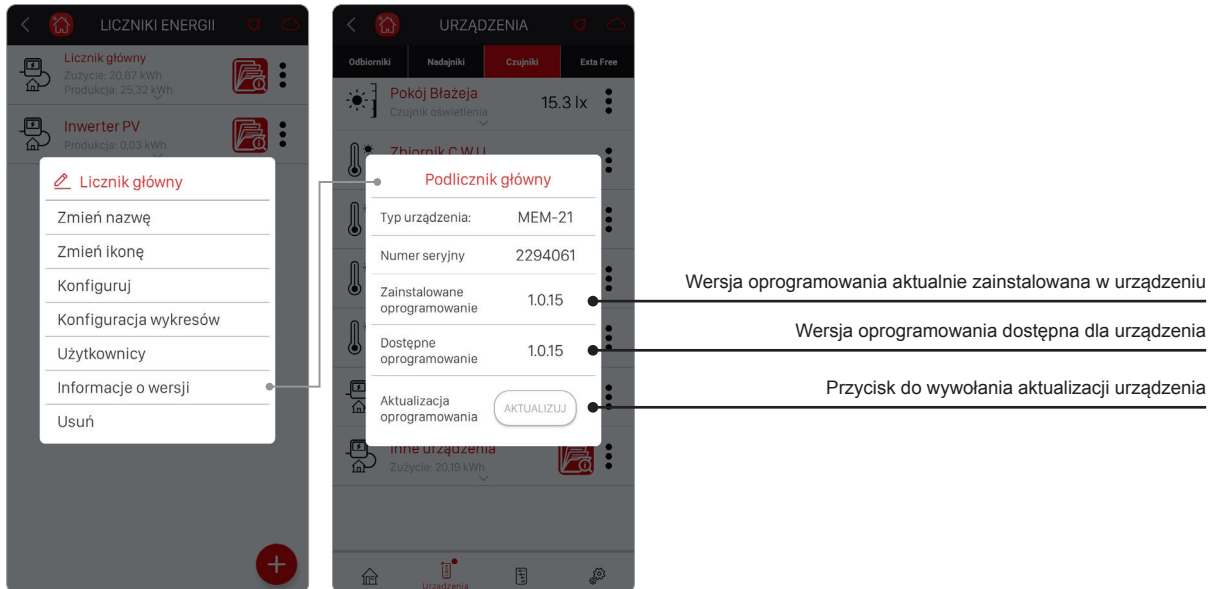 LICZNIKI ENERGII
Licznik główny
Zużycie: 20,87 kWh
Produkcja: 25,32 kWh
Inwerter PV
Produkcja: 0,03 kWh
Licznik główny
Zmień nazwę
Zmień ikonę
Konfiguruj
Konfiguracja wykresów
Użytkownicy
Informacje o wersji
Usuń
URZĄDZENIA
Odbiorniki Nadajniki Czujniki Exta Free
Pokój Błażeja
Czujnik oswietlenia
15.3 lx
Zbiornik C.W.U
Podlicznik główny
Typ urządzenia: MEM-21
Numer seryjny 2294061
Zainstalowane
oprogramowanie 1.0.15
Dostępne
oprogramowanie 1.0.15
Aktualizacja
oprogramowania AKTUALIZUJ
Inne urządzenia
Zużycie: 20,19 kWh
Urządzenia
Wersja oprogramowania aktualnie zainstalowana w urządzeniu
Wersja oprogramowania dostępna dla urządzenia
Przycisk do wywołania aktualizacji urządzenia